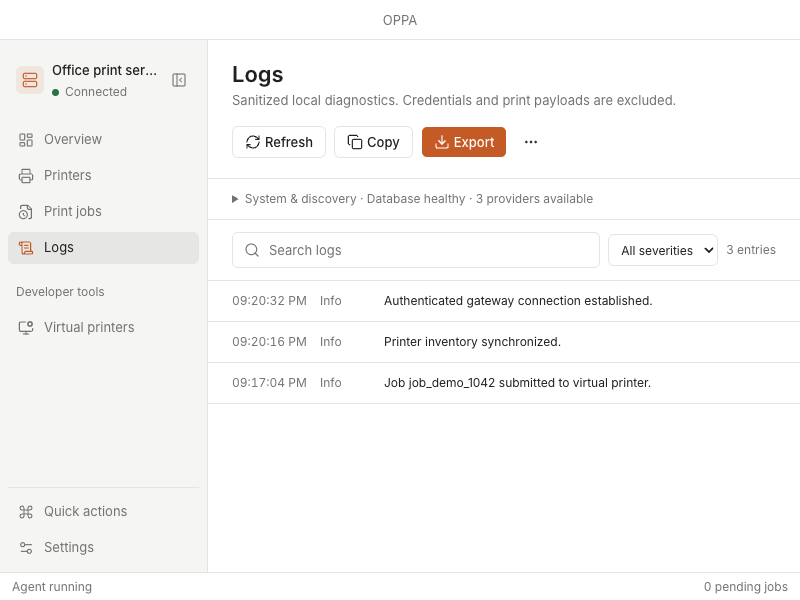 OPPA
Office print ser...
Connected
Overview
Printers
Print jobs
Logs
Developer tools
Virtual printers
Quick actions
Settings
Logs
Sanitized local diagnostics. Credentials and print payloads are excluded.
Refresh Copy Export
System & discovery · Database healthy · 3 providers available
Search logs All severities 3 entries
09:20:32 PM Info Authenticated gateway connection established.
09:20:16 PM Info Printer inventory synchronized.
09:17:04 PM Info Job job_demo_1042 submitted to virtual printer.
Agent running 0 pending jobs